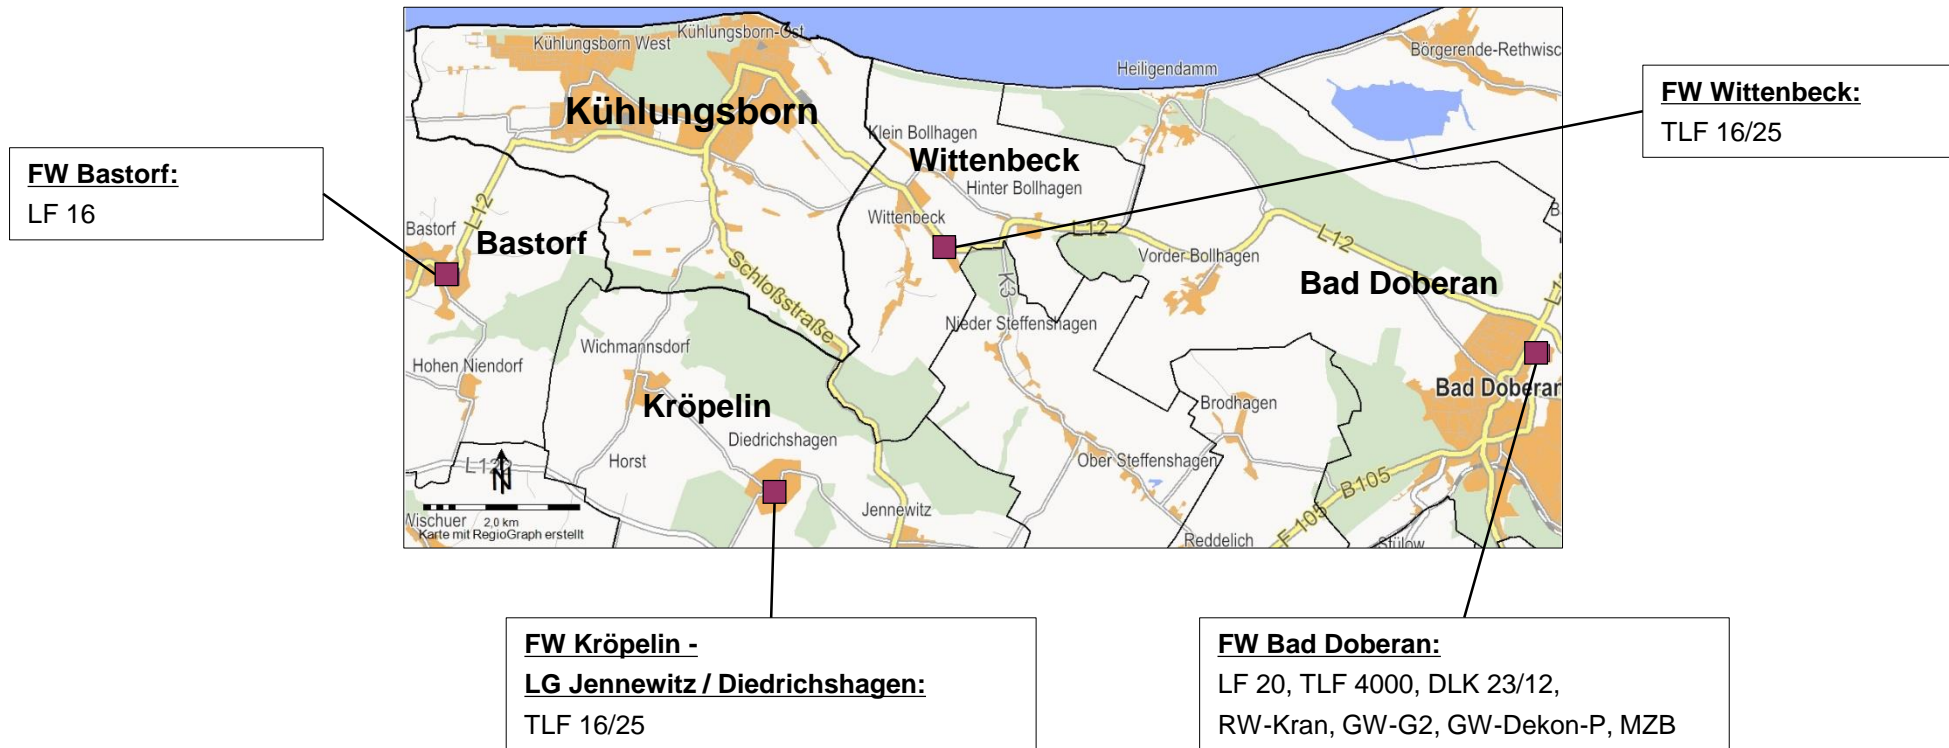 Kühlungsborn West
Kühlungsborn-Ost
Heiligendamm
Börgerende-Rethwisc
Kühlungsborn
Klein Bollhagen
Wittenbeck
Hinter Bollhagen
Wittenbeck
L12
Vorder Bollhagen
L12
Bad Doberan
L12
Bastorf
Bastorf
Schloßstraße
K3
Nieder Steffenshagen
Wichmannsdorf
Hohen Niendorf
Kröpelin
Diedrichshagen
Horst
Jennewitz
Brodhagen
Ober Steffenshagen
Bad Doberan
B105
F 105
Reddelich
Stülow
N
2,0 km
Wischuer
Karte mit RegioGraph erstellt
FW Bastorf:
LF 16
FW Wittenbeck:
TLF 16/25
FW Kröpelin -
LG Jennewitz / Diedrichshagen:
TLF 16/25
FW Bad Doberan:
LF 20, TLF 4000, DLK 23/12,
RW-Kran, GW-G2, GW-Dekon-P, MZB